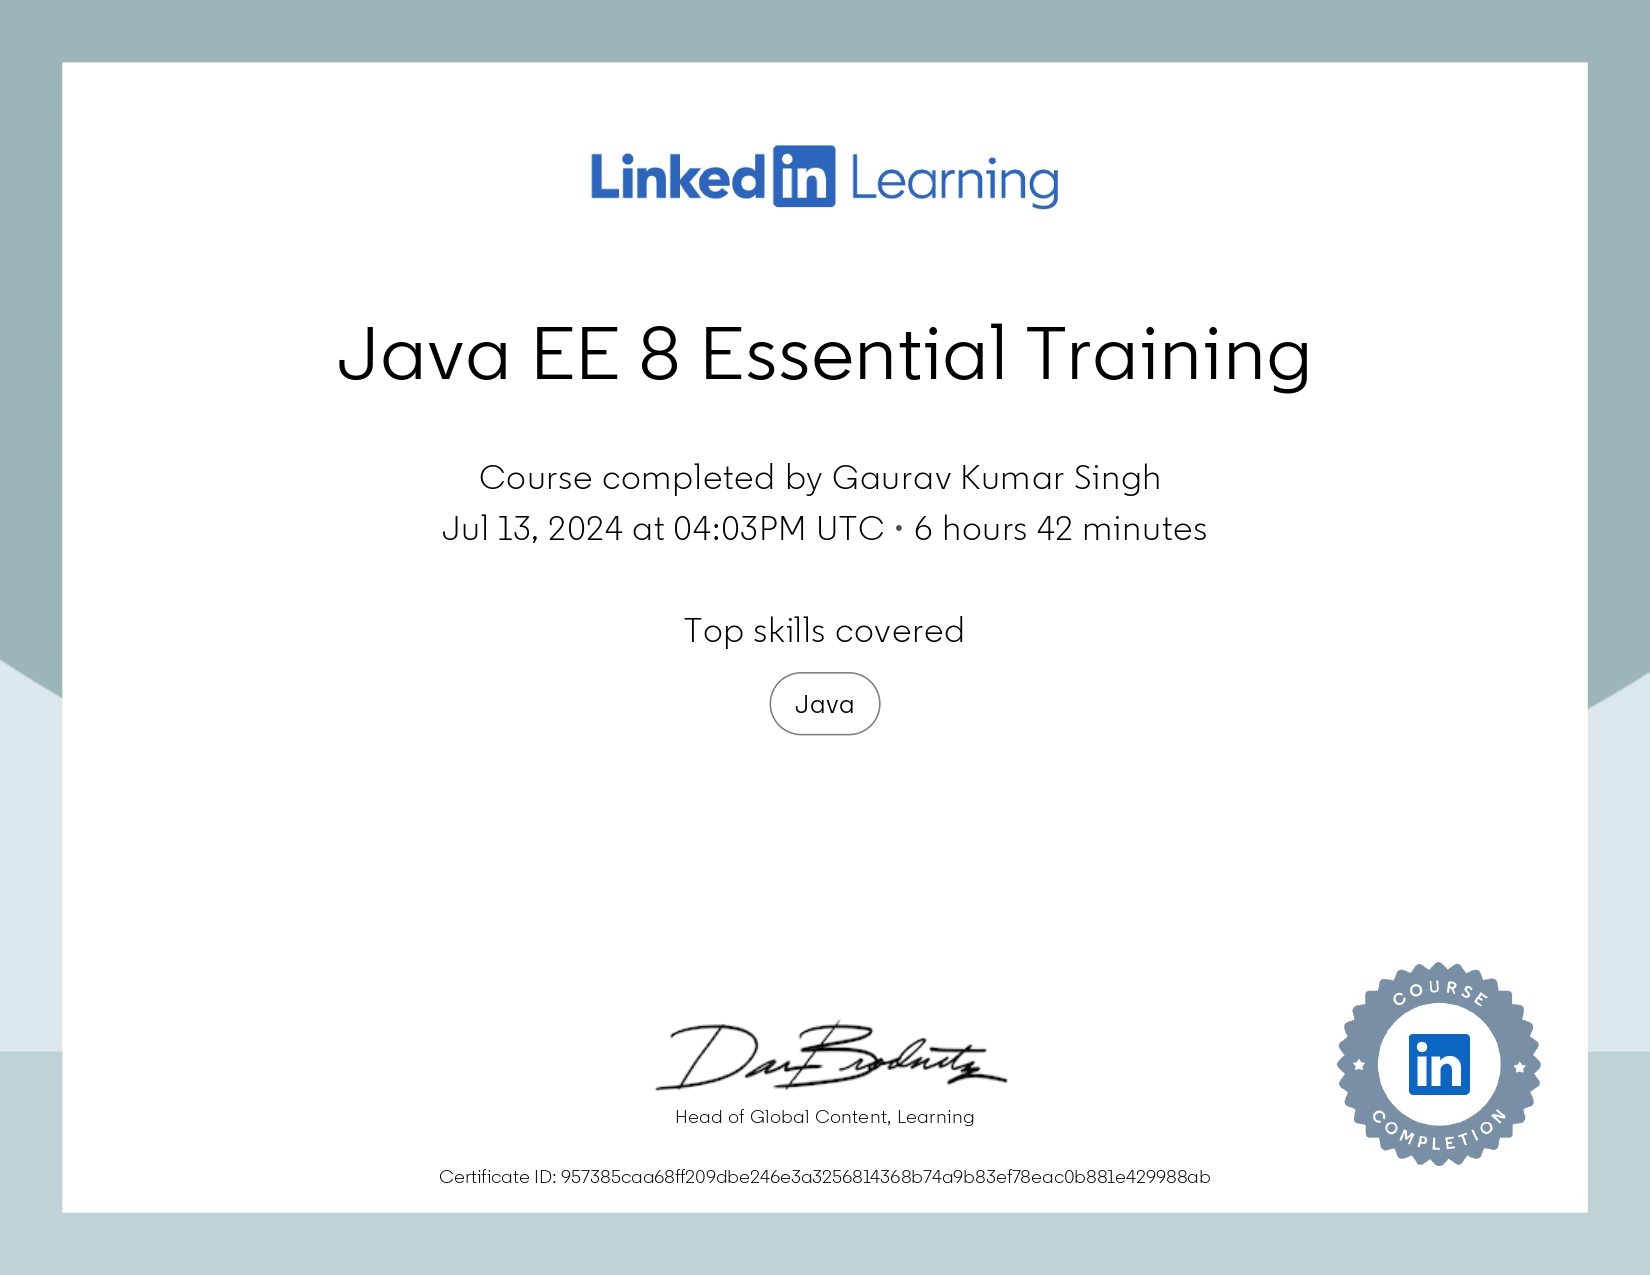 Linked in Learning
Java EE 8 Essential Training
Course completed by Gaurav Kumar Singh
Jul 13, 2024 at 04:03PM UTC • 6 hours 42 minutes
Top skills covered
Java
Dan Brodnitz
Head of Global Content, Learning
Certificate ID: 957385caa68ff209dbe246e3a3256814368b74a9b83ef78eac0b881e429988ab
COURSE
in
COMPLETION